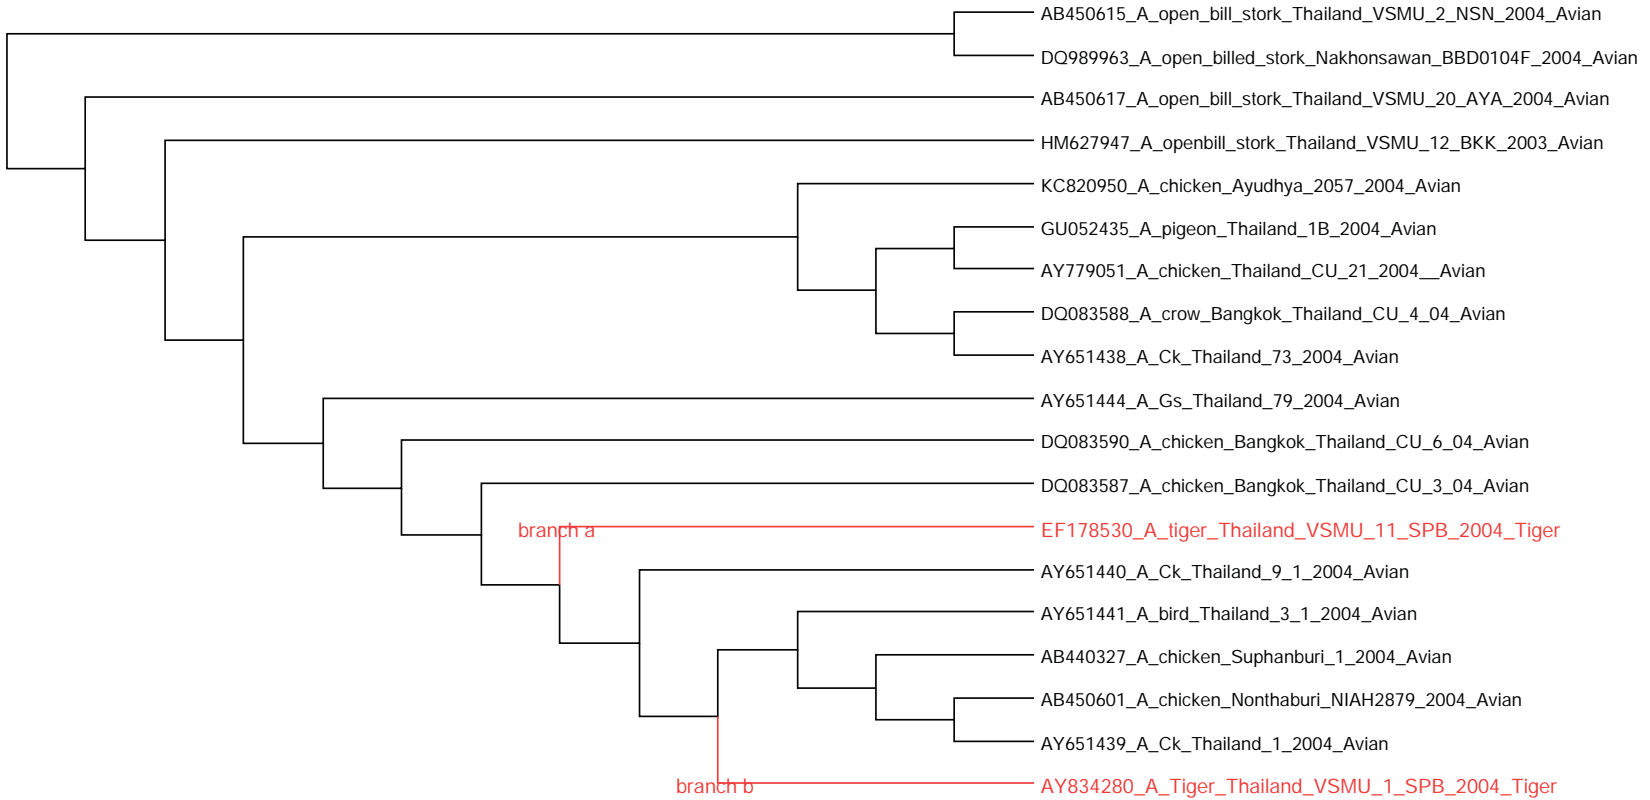 AB450615_A_open_bill_stork_Thailand_VSMU_2_NSN_2004_Avian
DQ989963_A_open_billed_stork_Nakhonsawan_BBD0104F_2004_Avian
AB450617_A_open_bill_stork_Thailand_VSMU_20_AYA_2004_Avian
HM627947_A_openbill_stork_Thailand_VSMU_12_BKK_2003_Avian
KC820950_A_chicken_Ayudhya_2057_2004_Avian
GU052435_A_pigeon_Thailand_1B_2004_Avian
AY779051_A_chicken_Thailand_CU_21_2004__Avian
DQ083588_A_crow_Bangkok_Thailand_CU_4_04_Avian
AY651438_A_Ck_Thailand_73_2004_Avian
AY651444_A_Gs_Thailand_79_2004_Avian
DQ083590_A_chicken_Bangkok_Thailand_CU_6_04_Avian
DQ083587_A_chicken_Bangkok_Thailand_CU_3_04_Avian
branch a
EF178530_A_tiger_Thailand_VSMU_11_SPB_2004_Tiger
AY651440_A_Ck_Thailand_9_1_2004_Avian
AY651441_A_bird_Thailand_3_1_2004_Avian
AB440327_A_chicken_Suphanburi_1_2004_Avian
AB450601_A_chicken_Nonthaburi_NIAH2879_2004_Avian
AY651439_A_Ck_Thailand_1_2004_Avian
branch b
AY834280_A_Tiger_Thailand_VSMU_1_SPB_2004_Tiger